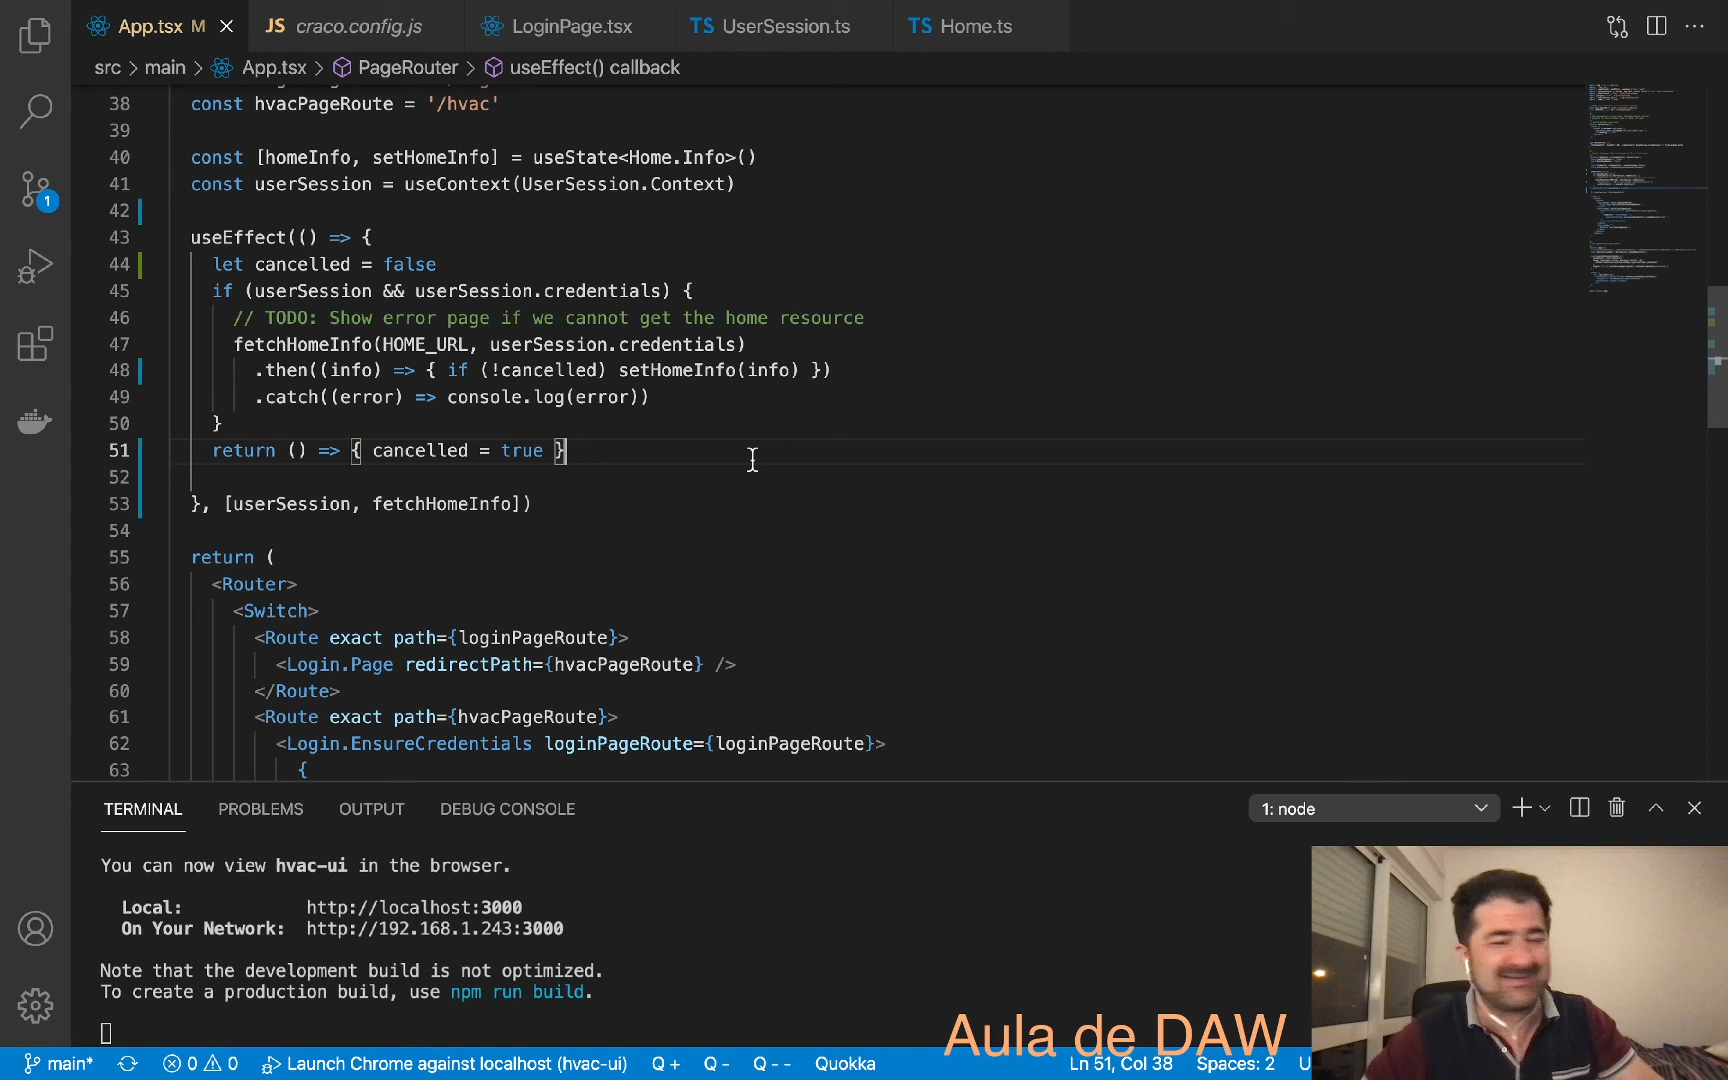 App.tsx M
JS craco.config.js
LoginPage.tsx
TS UserSession.ts
TS Home.ts
src > main > App.tsx > PageRouter > useEffect() callback
38 const hvacPageRoute = '/hvac'
39
40 const [homeInfo, setHomeInfo] = useState<Home.Info>()
41 const userSession = useContext(UserSession.Context)
42
43 useEffect(() => {
44 let cancelled = false
45 if (userSession && userSession.credentials) {
46 // TODO: Show error page if we cannot get the home resource
47 fetchHomeInfo(HOME_URL, userSession.credentials)
48 .then((info) => { if (!cancelled) setHomeInfo(info) })
49 .catch((error) => console.log(error))
50 }
51 return () => { cancelled = true }
52
53 }, [userSession, fetchHomeInfo])
54
55 return (
56 <Router>
57 <Switch>
58 <Route exact path={loginPageRoute}>
59 <Login.Page redirectPath={hvacPageRoute} />
60 </Route>
61 <Route exact path={hvacPageRoute}>
62 <Login.EnsureCredentials loginPageRoute={loginPageRoute}>
63 {
1
TERMINAL PROBLEMS OUTPUT DEBUG CONSOLE
1: node
You can now view hvac-ui in the browser.
Local: http://localhost:3000
On Your Network: http://192.168.1.243:3000
Note that the development build is not optimized.
To create a production build, use npm run build.
Aula de DAW
main* 0 0 Launch Chrome against localhost (hvac-ui) Q + Q - Q - - Quokka Ln 51, Col 38 Spaces: 2 U